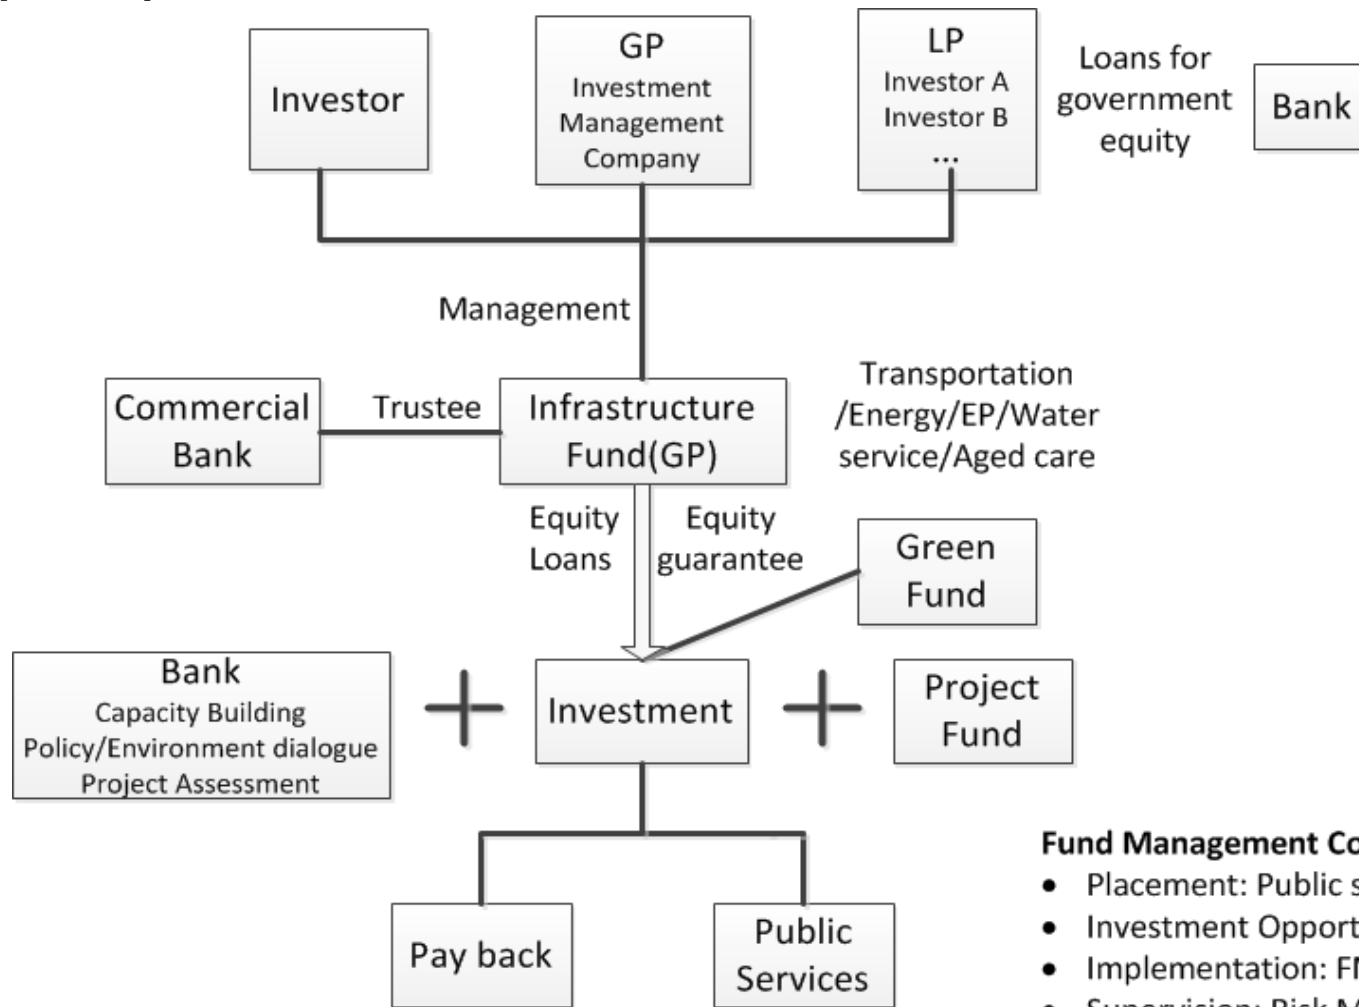 Investor
GP
Investment
Management
Company
LP
Investor A
Investor B
...
Loans for
government
equity
Bank
Management
Commercial
Bank
Trustee
Infrastructure
Fund(GP)
Transportation
/Energy/EP/Water
service/Aged care
Equity
Loans
Equity
guarantee
Green
Fund
Bank
Capacity Building
Policy/Environment dialogue
Project Assessment
+
Investment
+
Project
Fund
Pay back
Public
Services
Fund Management
• Placement: Public
• Investment
• Implementation:
• Supervision: Risk